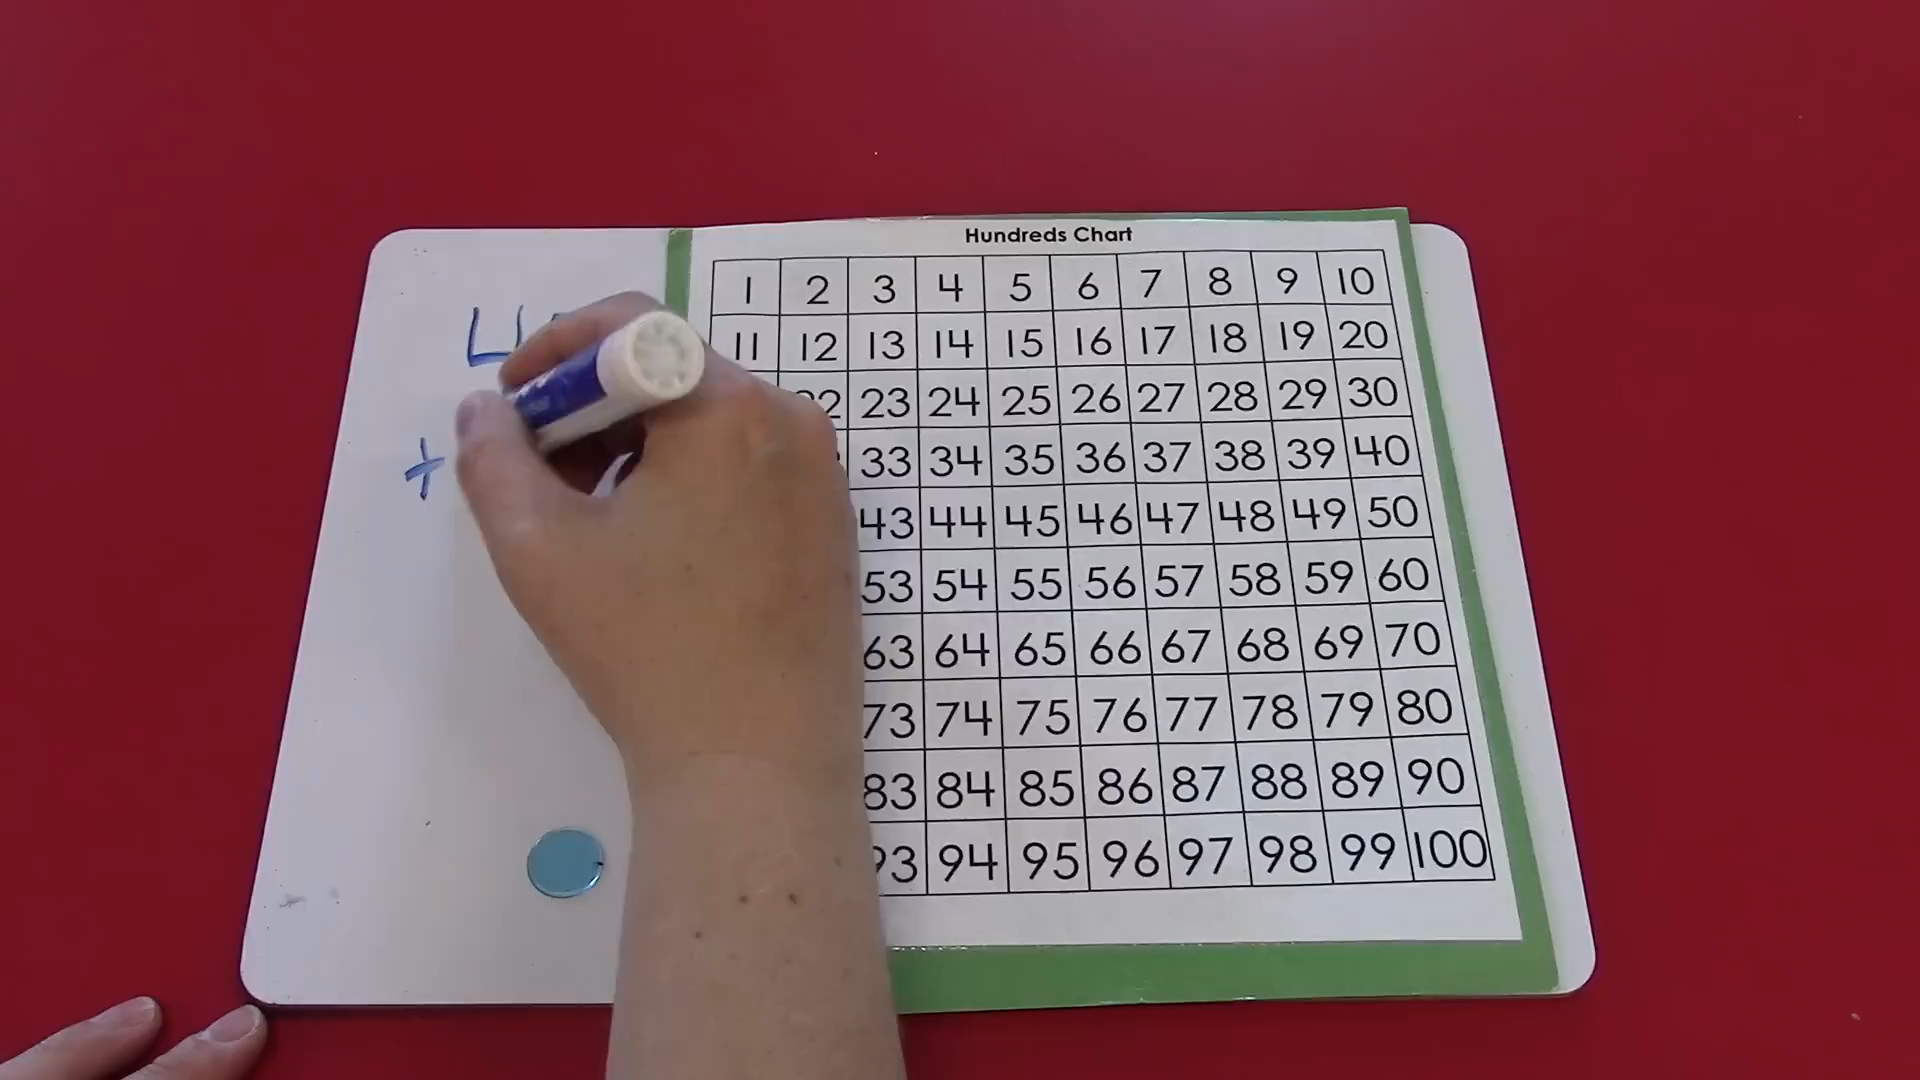 Hundreds Chart
1 2 3 4 5 6 7 8 9 10
11 12 13 14 15 16 17 18 19 20
23 24 25 26 27 28 29 30
33 34 35 36 37 38 39 40
43 44 45 46 47 48 49 50
53 54 55 56 57 58 59 60
63 64 65 66 67 68 69 70
73 74 75 76 77 78 79 80
83 84 85 86 87 88 89 90
93 94 95 96 97 98 99 100
+